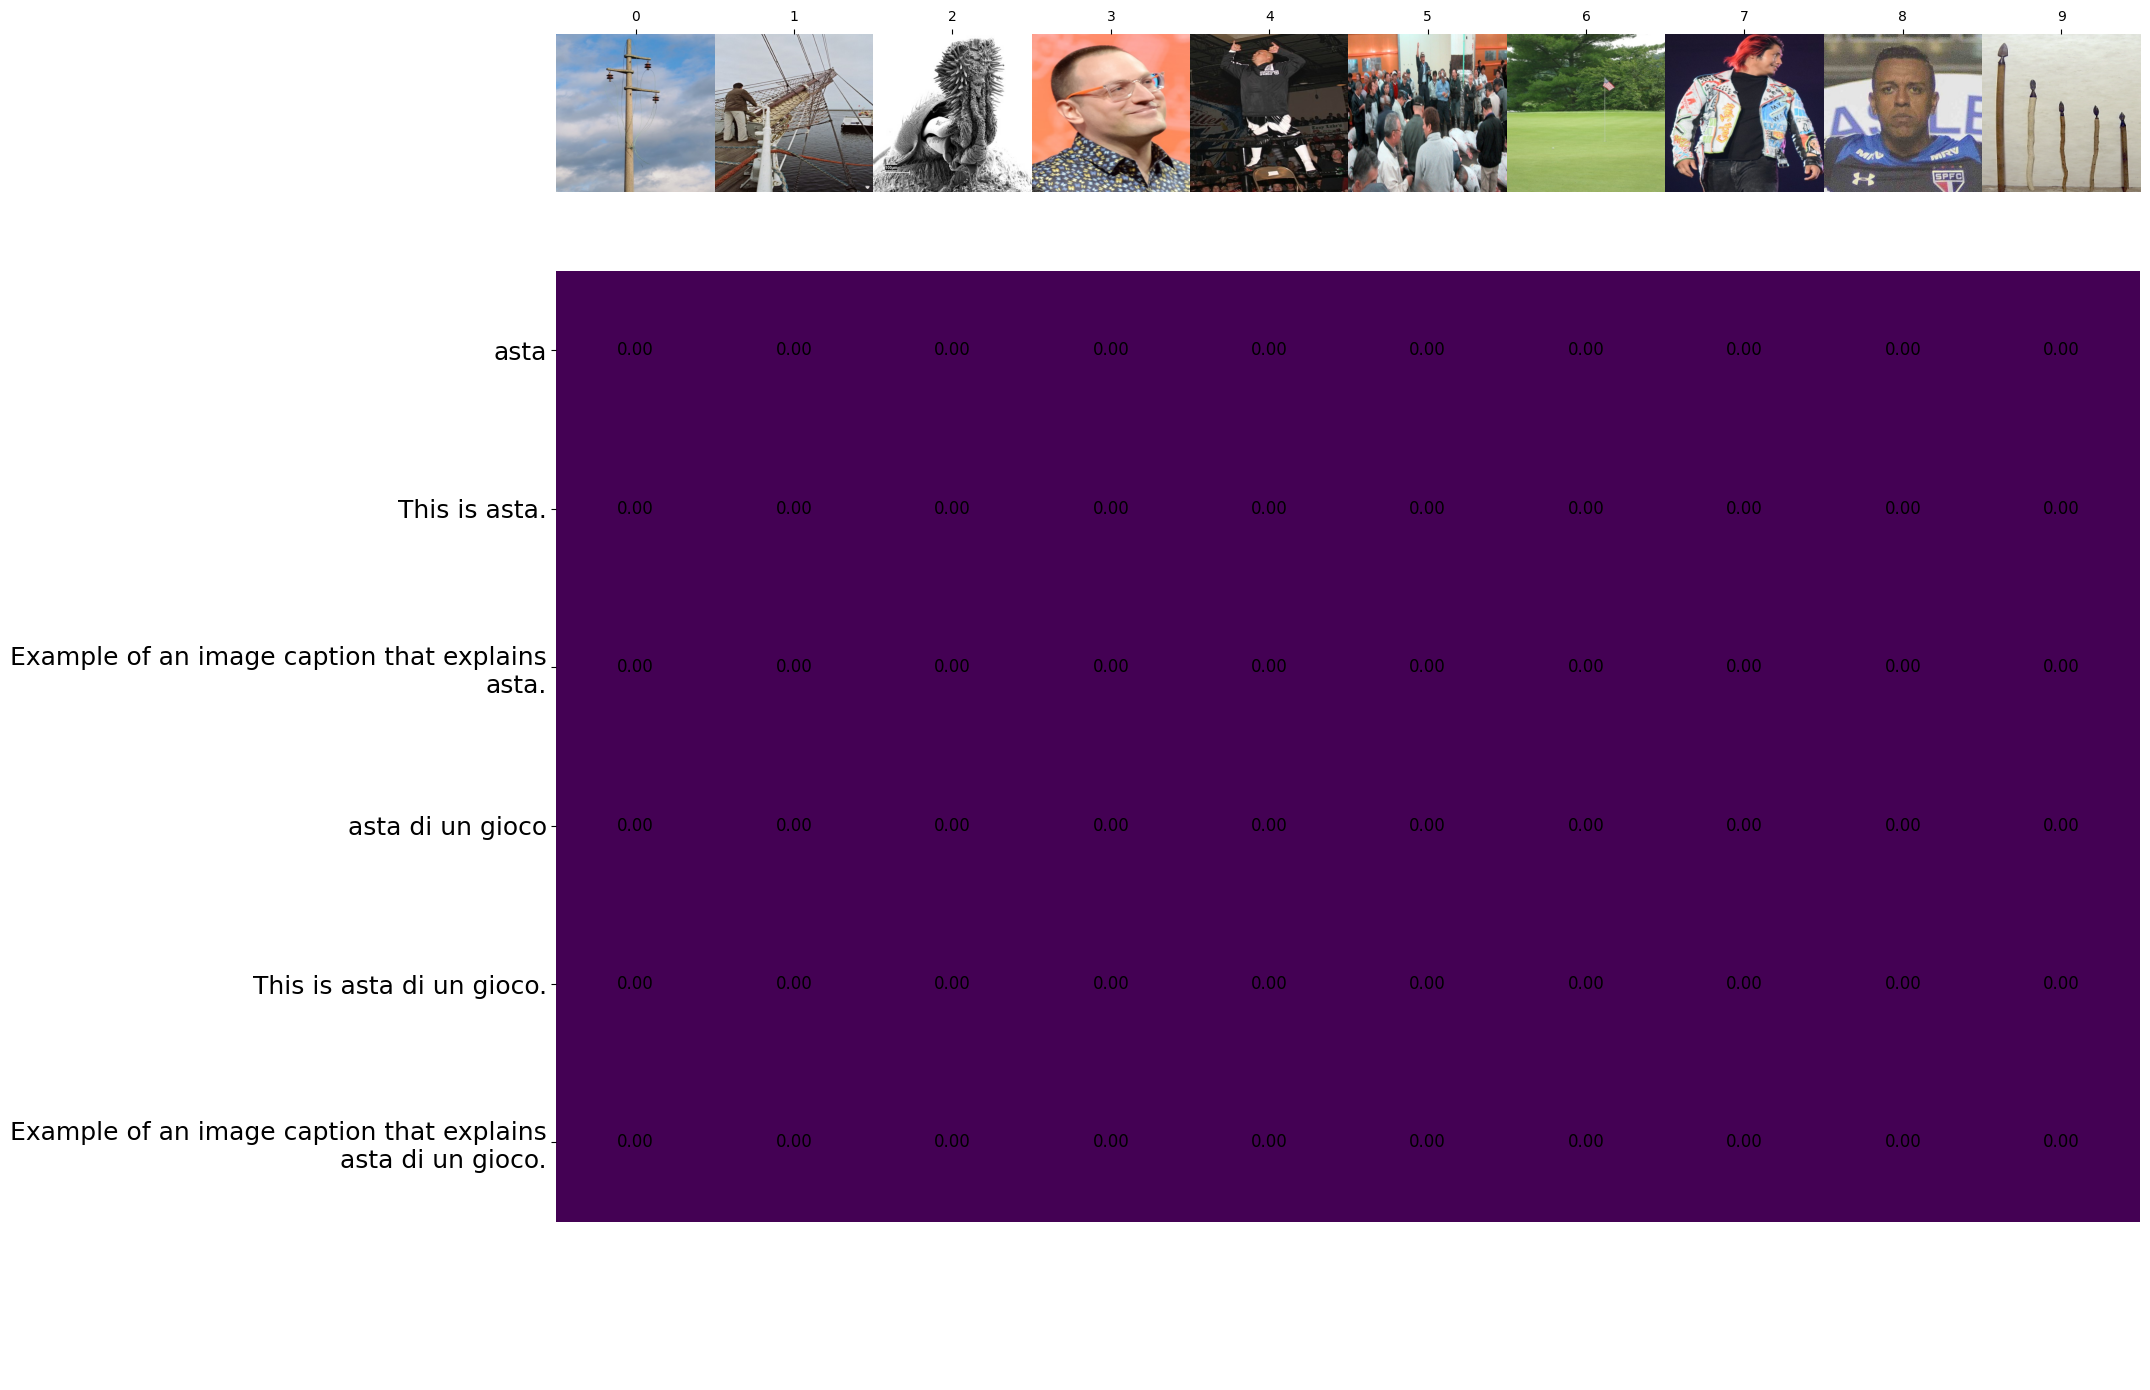 0 1 2 3 4 5 6 7 8 9
MRV MRV
SPFC
asta 0.00 0.00 0.00 0.00 0.00 0.00 0.00 0.00 0.00 0.00
This is asta. 0.00 0.00 0.00 0.00 0.00 0.00 0.00 0.00 0.00 0.00
Example of an image caption that explains
asta. 0.00 0.00 0.00 0.00 0.00 0.00 0.00 0.00 0.00 0.00
asta di un gioco 0.00 0.00 0.00 0.00 0.00 0.00 0.00 0.00 0.00 0.00
This is asta di un gioco. 0.00 0.00 0.00 0.00 0.00 0.00 0.00 0.00 0.00 0.00
Example of an image caption that explains
asta di un gioco. 0.00 0.00 0.00 0.00 0.00 0.00 0.00 0.00 0.00 0.00